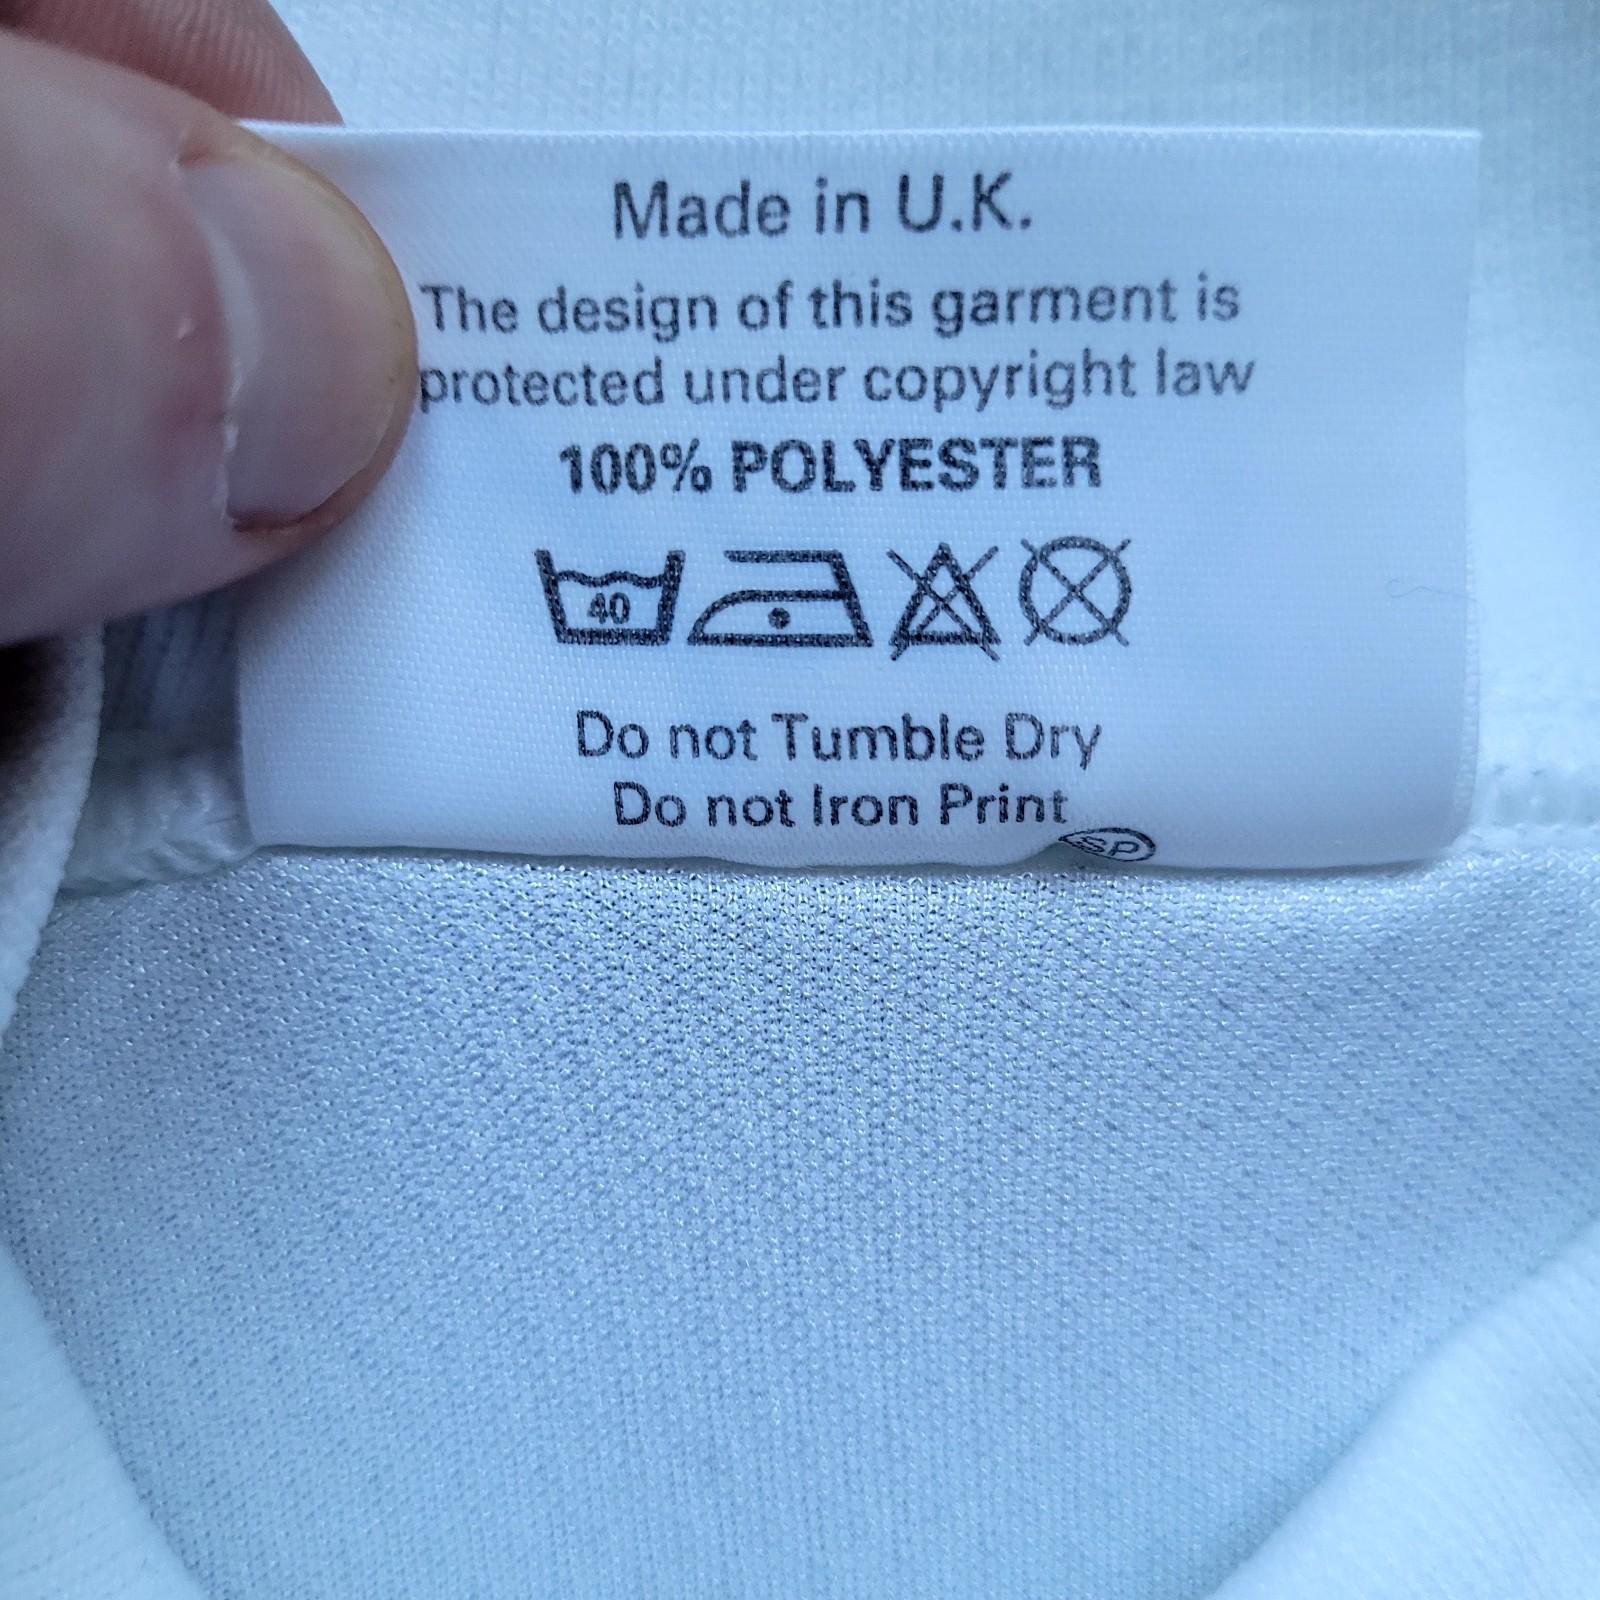 Made in U.K.
The design of this garment is
protected under copyright law
100% POLYESTER
40
Do not Tumble Dry
Do not Iron Print
SP